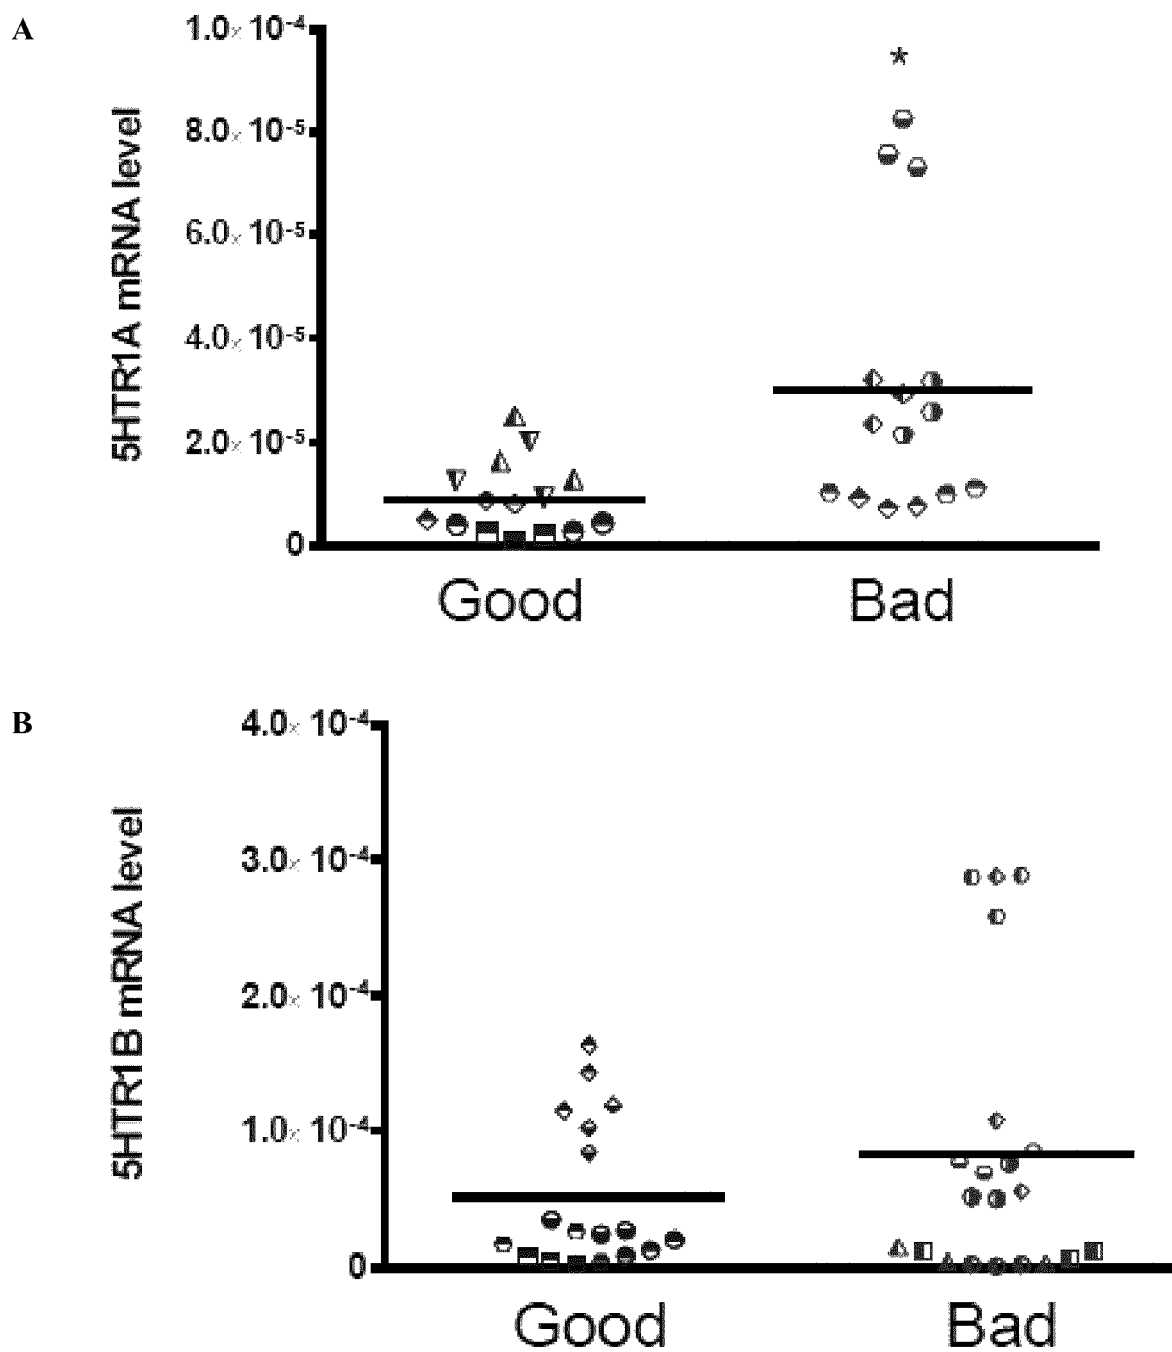 A
1.0× 10-4
8.0× 10-5
6.0× 10-5
4.0× 10-5
2.0× 10-5
0
5HTR1A mRNA level
*
Good Bad
B
4.0× 10-4
3.0× 10-4
2.0× 10-4
1.0× 10-4
0
5HTR1B mRNA level
Good Bad